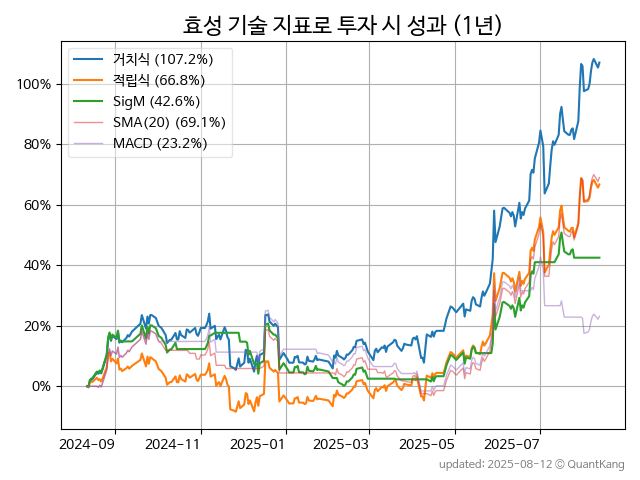 효성 기술 지표로 투자 시 성과 (1년)
거치식 (107.2%)
적립식 (66.8%)
SigM (42.6%)
SMA(20) (69.1%)
MACD (23.2%)
100%
80%
60%
40%
20%
0%
2024-09 2024-11 2025-01 2025-03 2025-05 2025-07
updated: 2025-08-12 © QuantKang